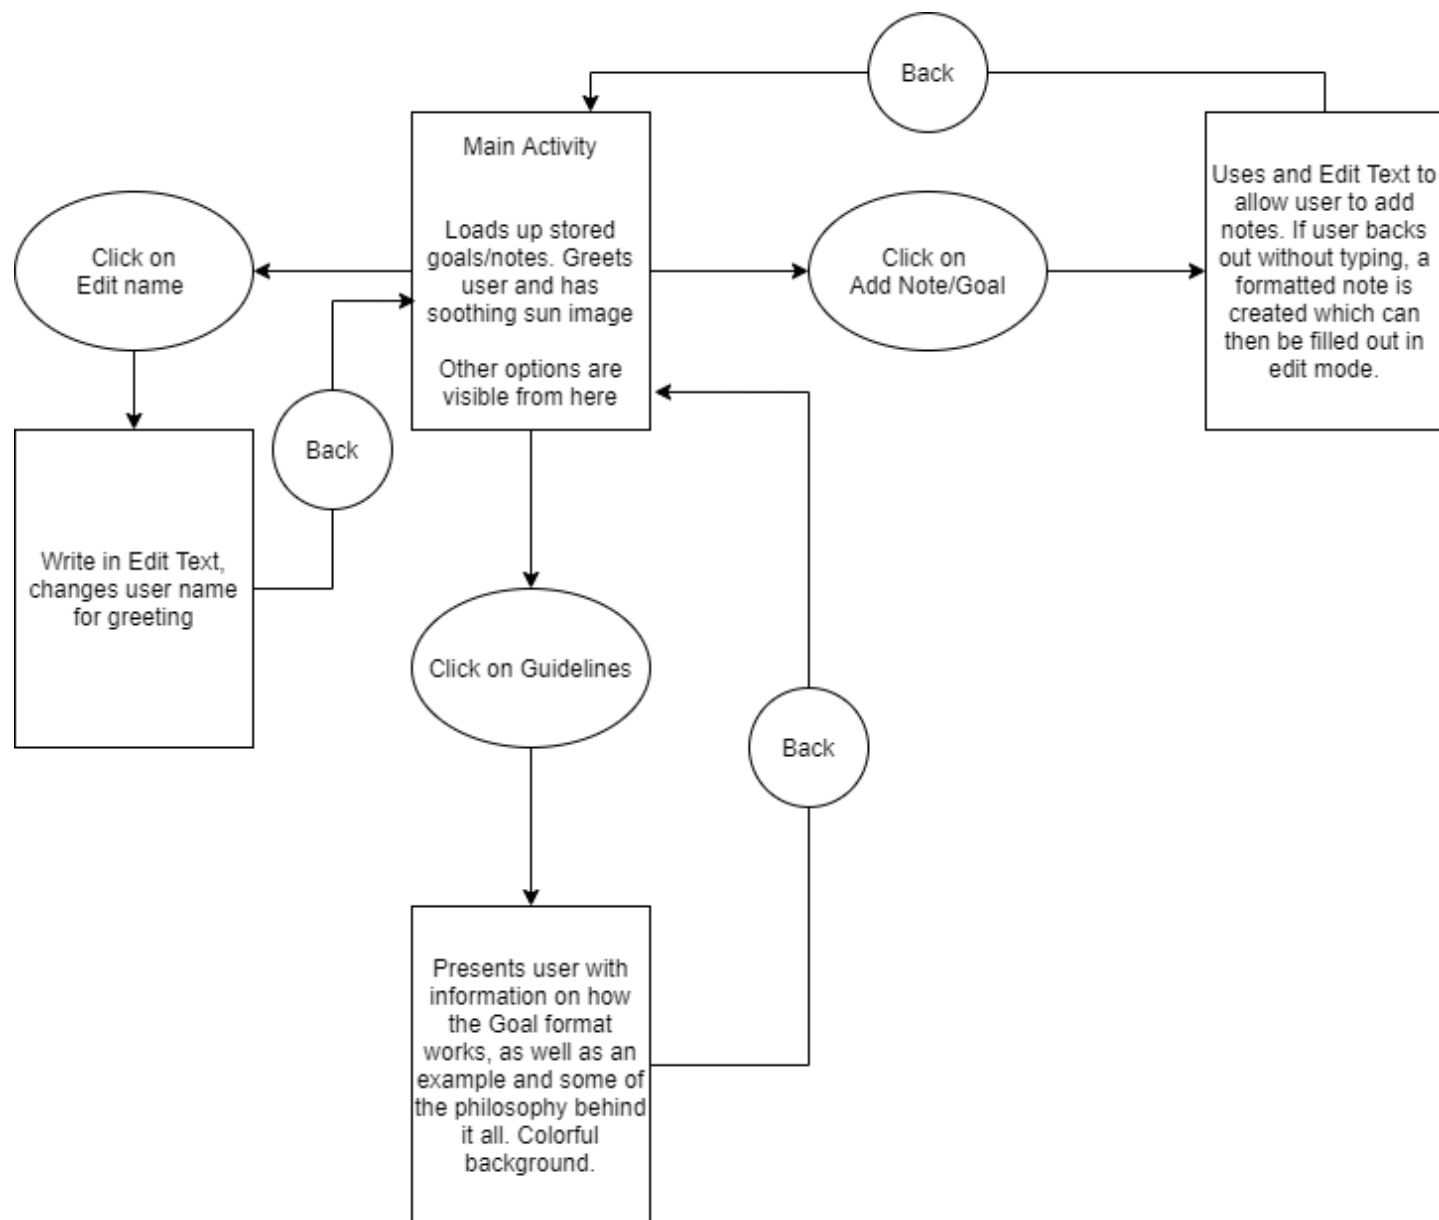 Back
Main Activity
Loads up stored
goals/notes. Greets
user and has
soothing sun image
Other options are
visible from here
Click on
Edit name
Click on
Add Note/Goal
Uses and Edit Text to
allow user to add
notes. If user backs
out without typing, a
formatted note is
created which can
then be filled out in
edit mode.
Back
Write in Edit Text,
changes user name
for greeting
Click on Guidelines
Back
Presents user with
information on how
the Goal format
works, as well as an
example and some of
the philosophy behind
it all. Colorful
background.